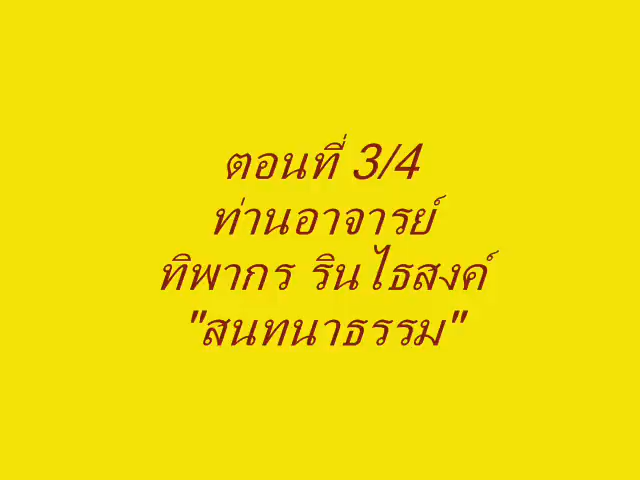 ตอนที่ 3/4
ท่านอาจารย์
ทิพากร รินไธสงค์
"สนทนาธรรม"